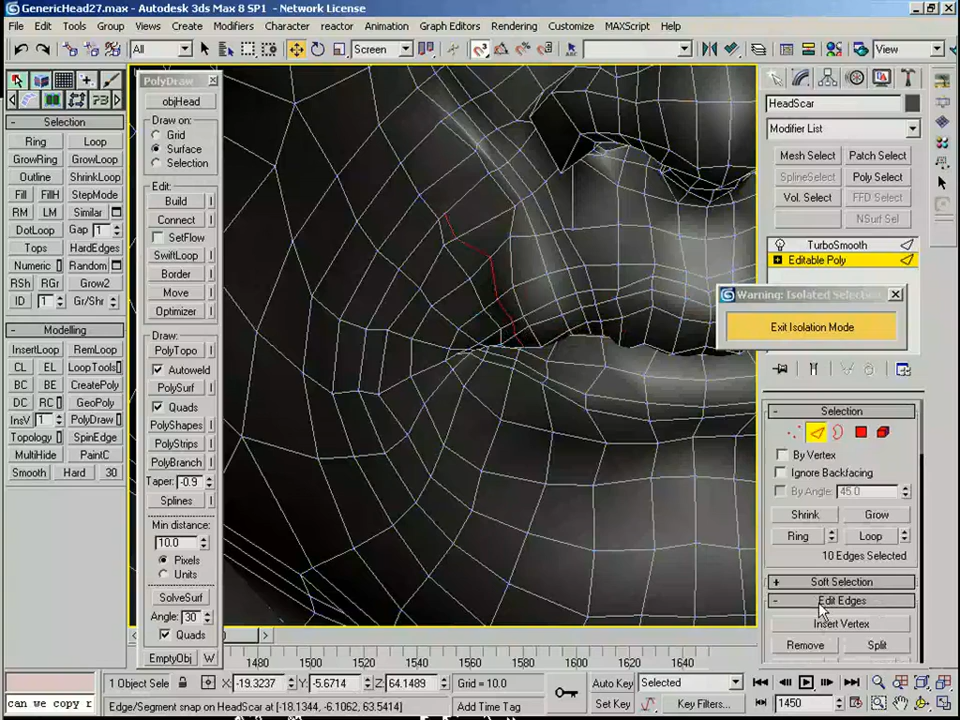 GenericHead27.max - Autodesk 3ds Max 8 SP1 - Network License
File Edit Tools Group Views Create Modifiers Character reactor Animation Graph Editors Rendering Customize MAXScript Help
All
Screen
View
PolyDraw
objHead
Draw on:
Grid
Surface
Selection
Edit:
Build
Connect
SetFlow
SwiftLoop
Border
Move
Optimizer
Draw:
PolyTopo
Autoweld
PolySurf
Quads
PolyShapes
PolyStrips
PolyBranch
Taper: -0.9
Splines
Min distance:
10.0
Pixels
Units
SolveSurf
Angle: 30
Quads
EmptyObj W
Selection
Ring Loop
GrowRing GrowLoop
Outline ShrinkLoop
Fill FillH StepMode
RM LM Similar
DotLoop Gap 1
Tops HardEdges
Numeric Random
RSh RGr Grow2
ID 1 Gr/Shr
Modelling
InsertLoop RemLoop
CL EL LoopTools
BC BE CreatePoly
DC RC GeoPoly
InsV 1 PolyDraw
Topology SpinEdge
MultiHide PaintC
Smooth Hard 30
HeadScar
Modifier List
Mesh Select Patch Select
SplineSelect Poly Select
Vol. Select FFD Select
NSurf Sel
TurboSmooth
Editable Poly
Warning: Isolated Selection
Exit Isolation Mode
Selection
By Vertex
Ignore Backfacing
By Angle: 45.0
Shrink Grow
Ring Loop
10 Edges Selected
Soft Selection
Edit Edges
Insert Vertex
Remove Split
1480 1500 1520 1540 1560 1580 1600 1620 1640
1 Object Sele X: -19.3237 Y: -5.6714 Z: 64.1489 Grid = 10.0
Auto Key Selected
can we copy r
Edge/Segment snap on HeadScar at [-18.1344, -6.1062, 63.5414]
Add Time Tag
Set Key Key Filters...
1450